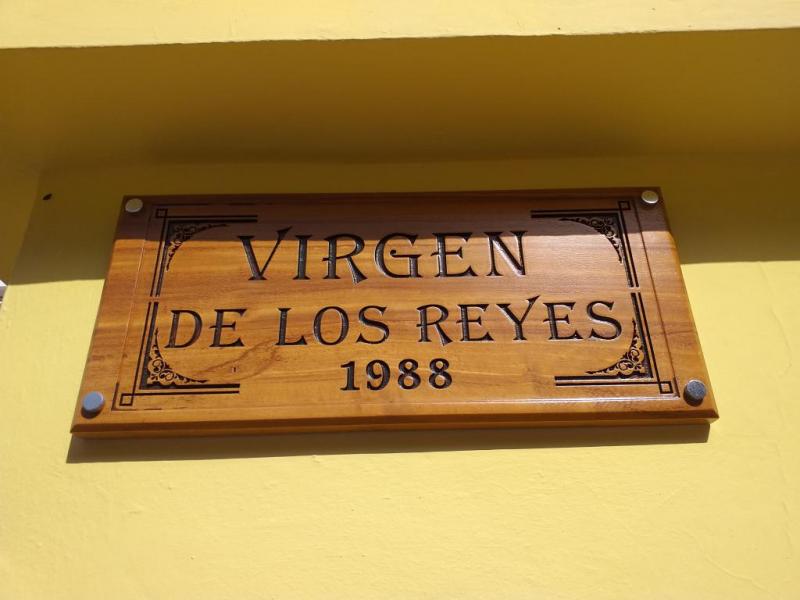 VIRGEN
DE LOS REYES
1988